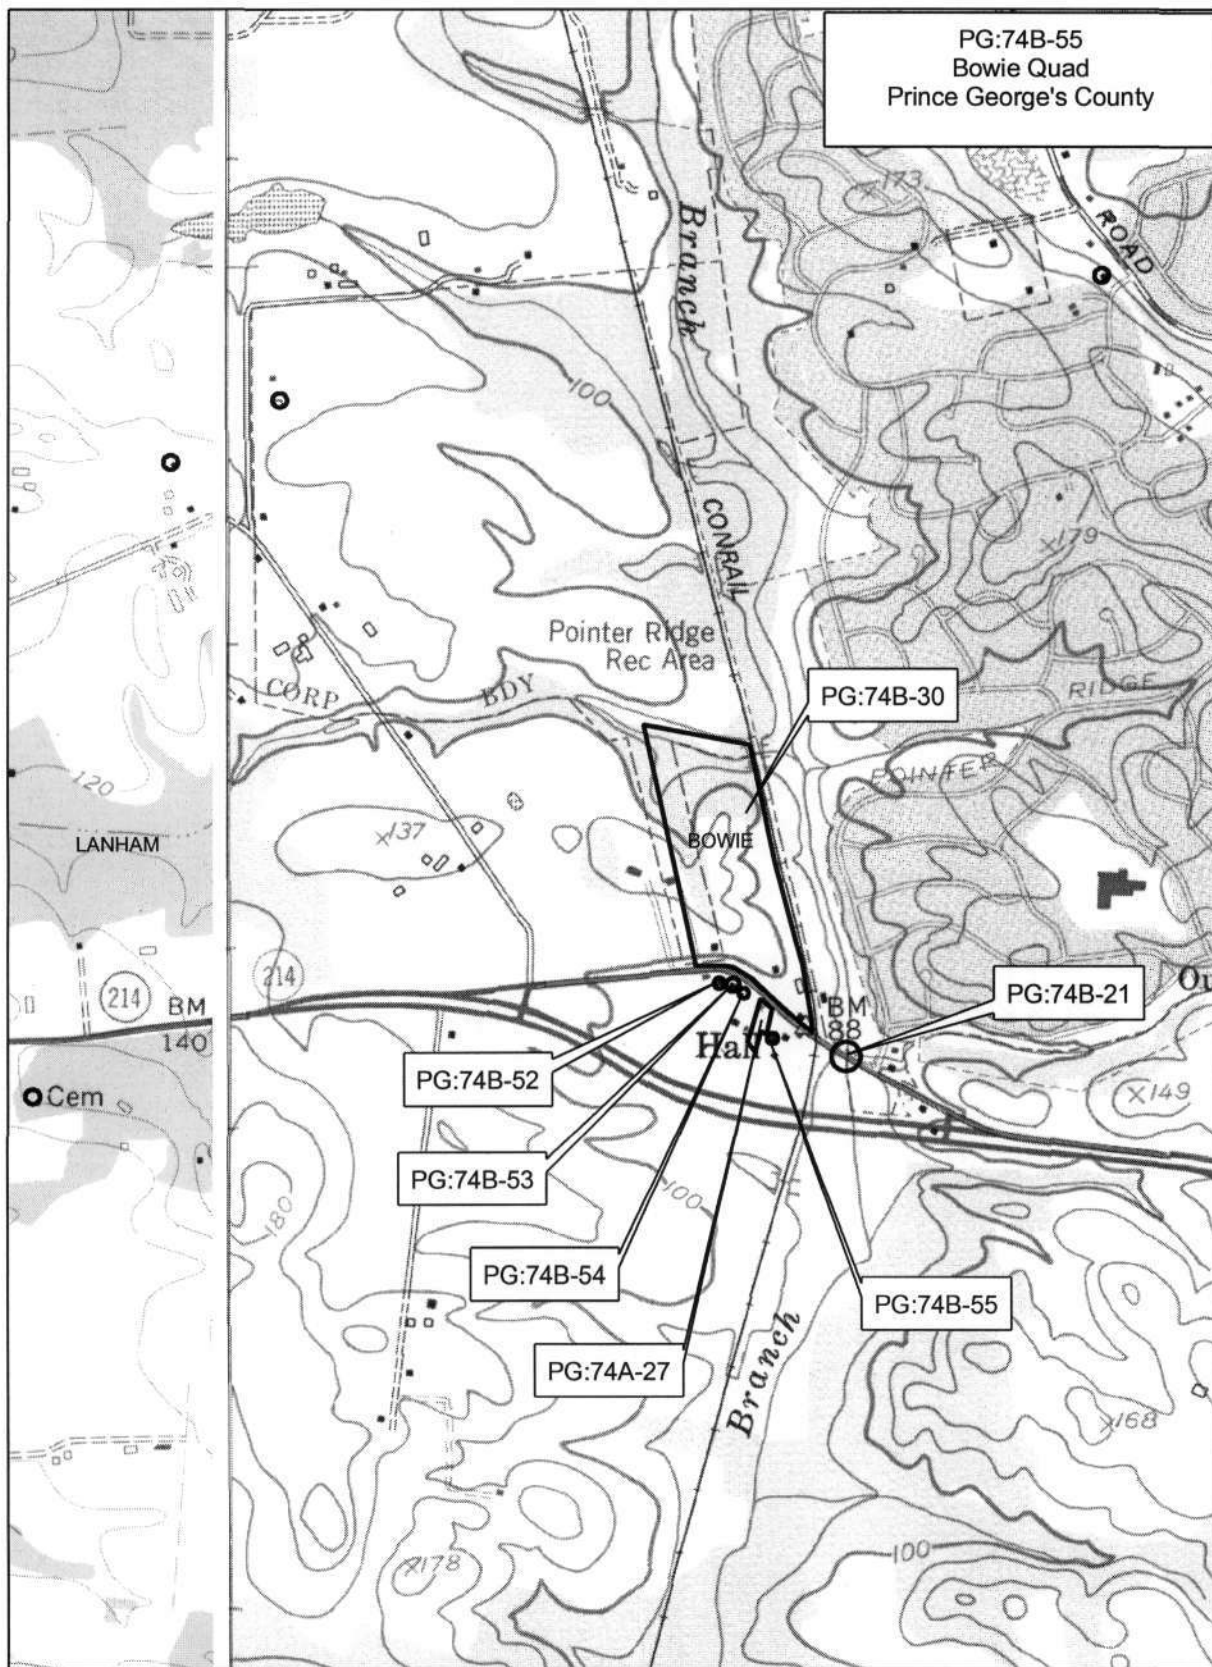 PG:74B-55
Bowie Quad
Prince George's County
173
Branch
ROAD
100
CONRAIL
179
Pointer Ridge
Rec Area
CORP BDY
PG:74B-30
RIDGE
POINTER
120
LANHAM
137
BOWIE
214
214
BM
140
PG:74B-21
BM
88
Hall
PG:74B-52
Cem
149
PG:74B-53
100
180
PG:74B-54
PG:74B-55
PG:74A-27
Branch
168
178
100